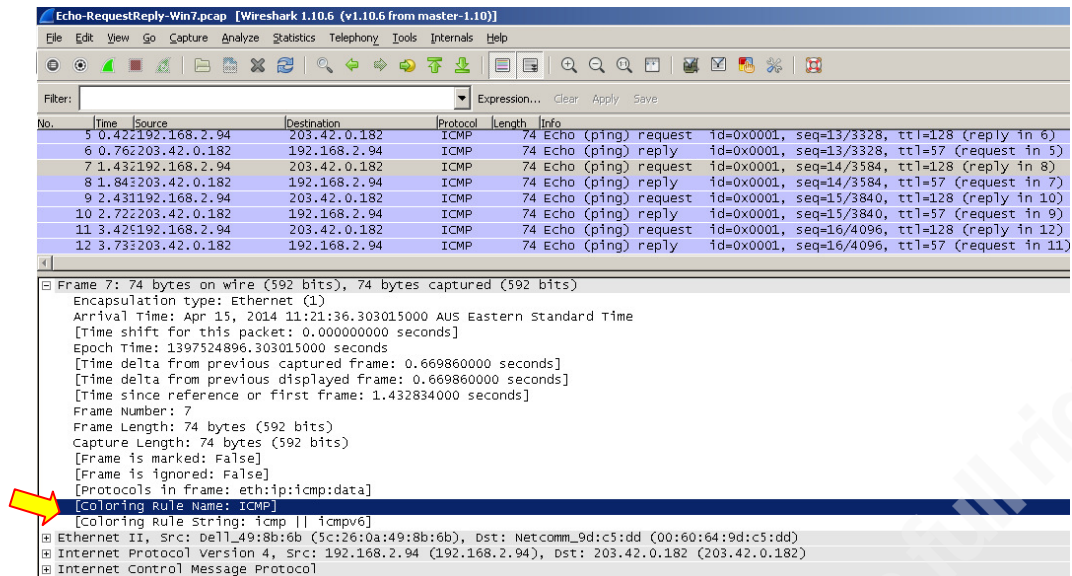 Echo-RequestReply-Win7.pcap [Wireshark 1.10.6 (v1.10.6 from master-1.10)]
File Edit View Go Capture Analyze Statistics Telephony Tools Internals Help
Filter: Expression... Clear Apply Save
No. Time Source Destination Protocol Length Info
5 0.422192.168.2.94 203.42.0.182 ICMP 74 Echo (ping) request id=0x0001, seq=13/3328, ttl=128 (reply in 6)
6 0.762203.42.0.182 192.168.2.94 ICMP 74 Echo (ping) reply id=0x0001, seq=13/3328, ttl=57 (request in 5)
7 1.432192.168.2.94 203.42.0.182 ICMP 74 Echo (ping) request id=0x0001, seq=14/3584, ttl=128 (reply in 8)
8 1.843203.42.0.182 192.168.2.94 ICMP 74 Echo (ping) reply id=0x0001, seq=14/3584, ttl=57 (request in 7)
9 2.431192.168.2.94 203.42.0.182 ICMP 74 Echo (ping) request id=0x0001, seq=15/3840, ttl=128 (reply in 10)
10 2.722203.42.0.182 192.168.2.94 ICMP 74 Echo (ping) reply id=0x0001, seq=15/3840, ttl=57 (request in 9)
11 3.429192.168.2.94 203.42.0.182 ICMP 74 Echo (ping) request id=0x0001, seq=16/4096, ttl=128 (reply in 12)
12 3.733203.42.0.182 192.168.2.94 ICMP 74 Echo (ping) reply id=0x0001, seq=16/4096, ttl=57 (request in 11)
Frame 7: 74 bytes on wire (592 bits), 74 bytes captured (592 bits)
Encapsulation type: Ethernet (1)
Arrival Time: Apr 15, 2014 11:21:36.303015000 AUS Eastern Standard Time
[Time shift for this packet: 0.000000000 seconds]
Epoch Time: 1397524896.303015000 seconds
[Time delta from previous captured frame: 0.669860000 seconds]
[Time delta from previous displayed frame: 0.669860000 seconds]
[Time since reference or first frame: 1.432834000 seconds]
Frame Number: 7
Frame Length: 74 bytes (592 bits)
Capture Length: 74 bytes (592 bits)
[Frame is marked: False]
[Frame is ignored: False]
[Protocols in frame: eth:ip:icmp:data]
[Coloring Rule Name: ICMP]
[Coloring Rule String: icmp || icmpv6]
Ethernet II, Src: Dell_49:8b:6b (5c:26:0a:49:8b:6b), Dst: Netcomm_9d:c5:dd (00:60:64:9d:c5:dd)
Internet Protocol Version 4, Src: 192.168.2.94 (192.168.2.94), Dst: 203.42.0.182 (203.42.0.182)
Internet Control Message Protocol